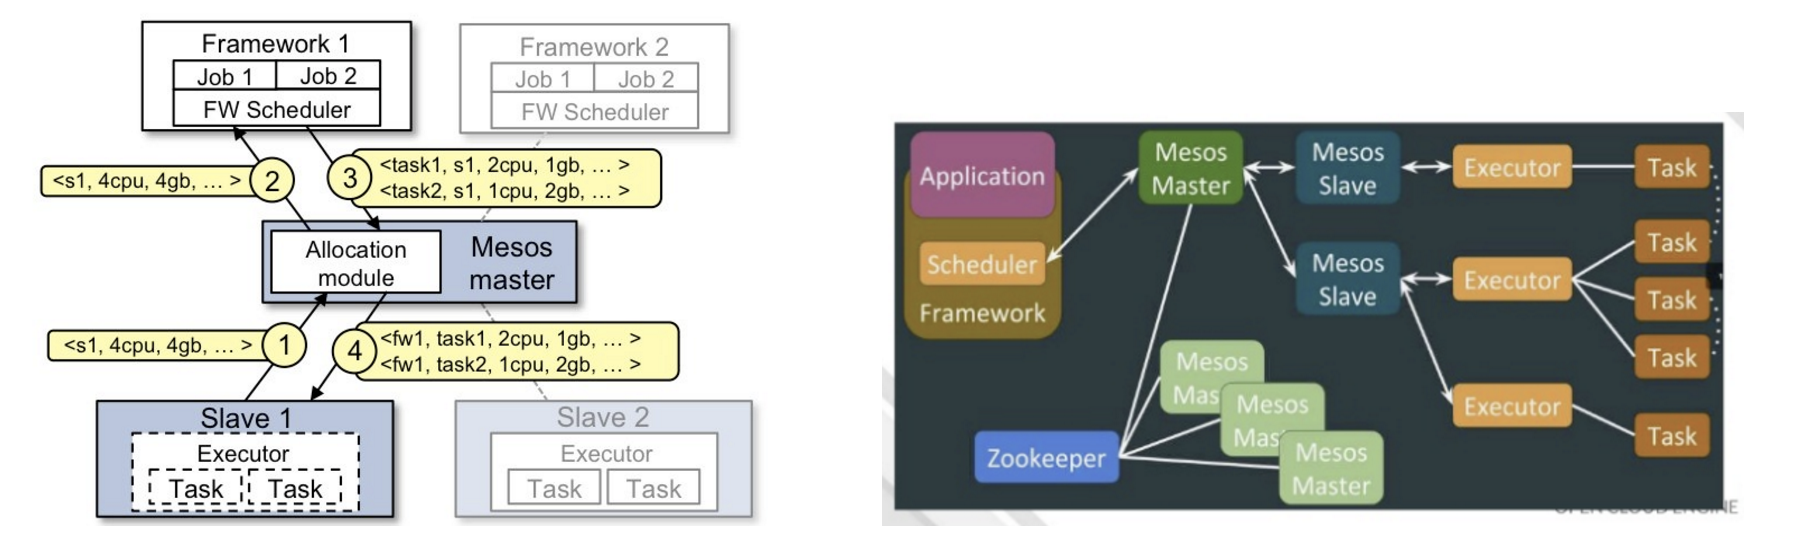 Framework 1
Job 1
Job 2
FW Scheduler
Framework 2
Job 1
Job 2
FW Scheduler
<s1, 4cpu, 4gb, ... >
2
3
<task1, s1, 2cpu, 1gb, ... >
<task2, s1, 1cpu, 2gb, ... >
Allocation
module
Mesos
master
<s1, 4cpu, 4gb, ... >
1
4
<fw1, task1, 2cpu, 1gb, ... >
<fw1, task2, 1cpu, 2gb, ... >
Slave 1
Executor
Task
Task
Slave 2
Executor
Task
Task
Application
Scheduler
Framework
Mesos
Master
Mesos
Slave
Executor
Task
Mesos
Slave
Executor
Task
Task
Task
Executor
Task
Zookeeper
Mesos
Mas
Mesos
Mas
Mesos
Master
OPEN CLOUD ENGINE